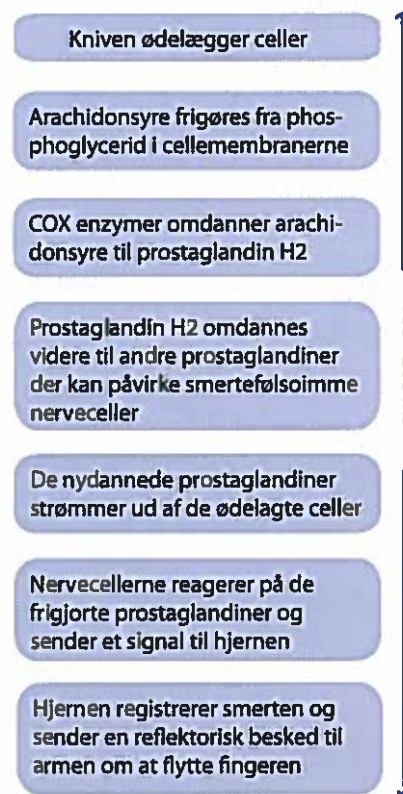 Kniven ødelægger celler
Arachidonsyre frigøres fra phos-
phoglycerid i cellemembranerne
COX enzymer omdanner arachi-
donsyre til prostaglandin H2
Prostaglandin H2 omdannes
videre til andre prostaglandiner
der kan påvirke smertefølsoimme
nerveceller
De nydannede prostaglandiner
strømmer ud af de ødelagte celler
Nervecellerne reagerer på de
frigjorte prostaglandiner og
sender et signal til hjernen
Hjernen registrerer smerten og
sender en reflektorisk besked til
armen om at flytte fingeren